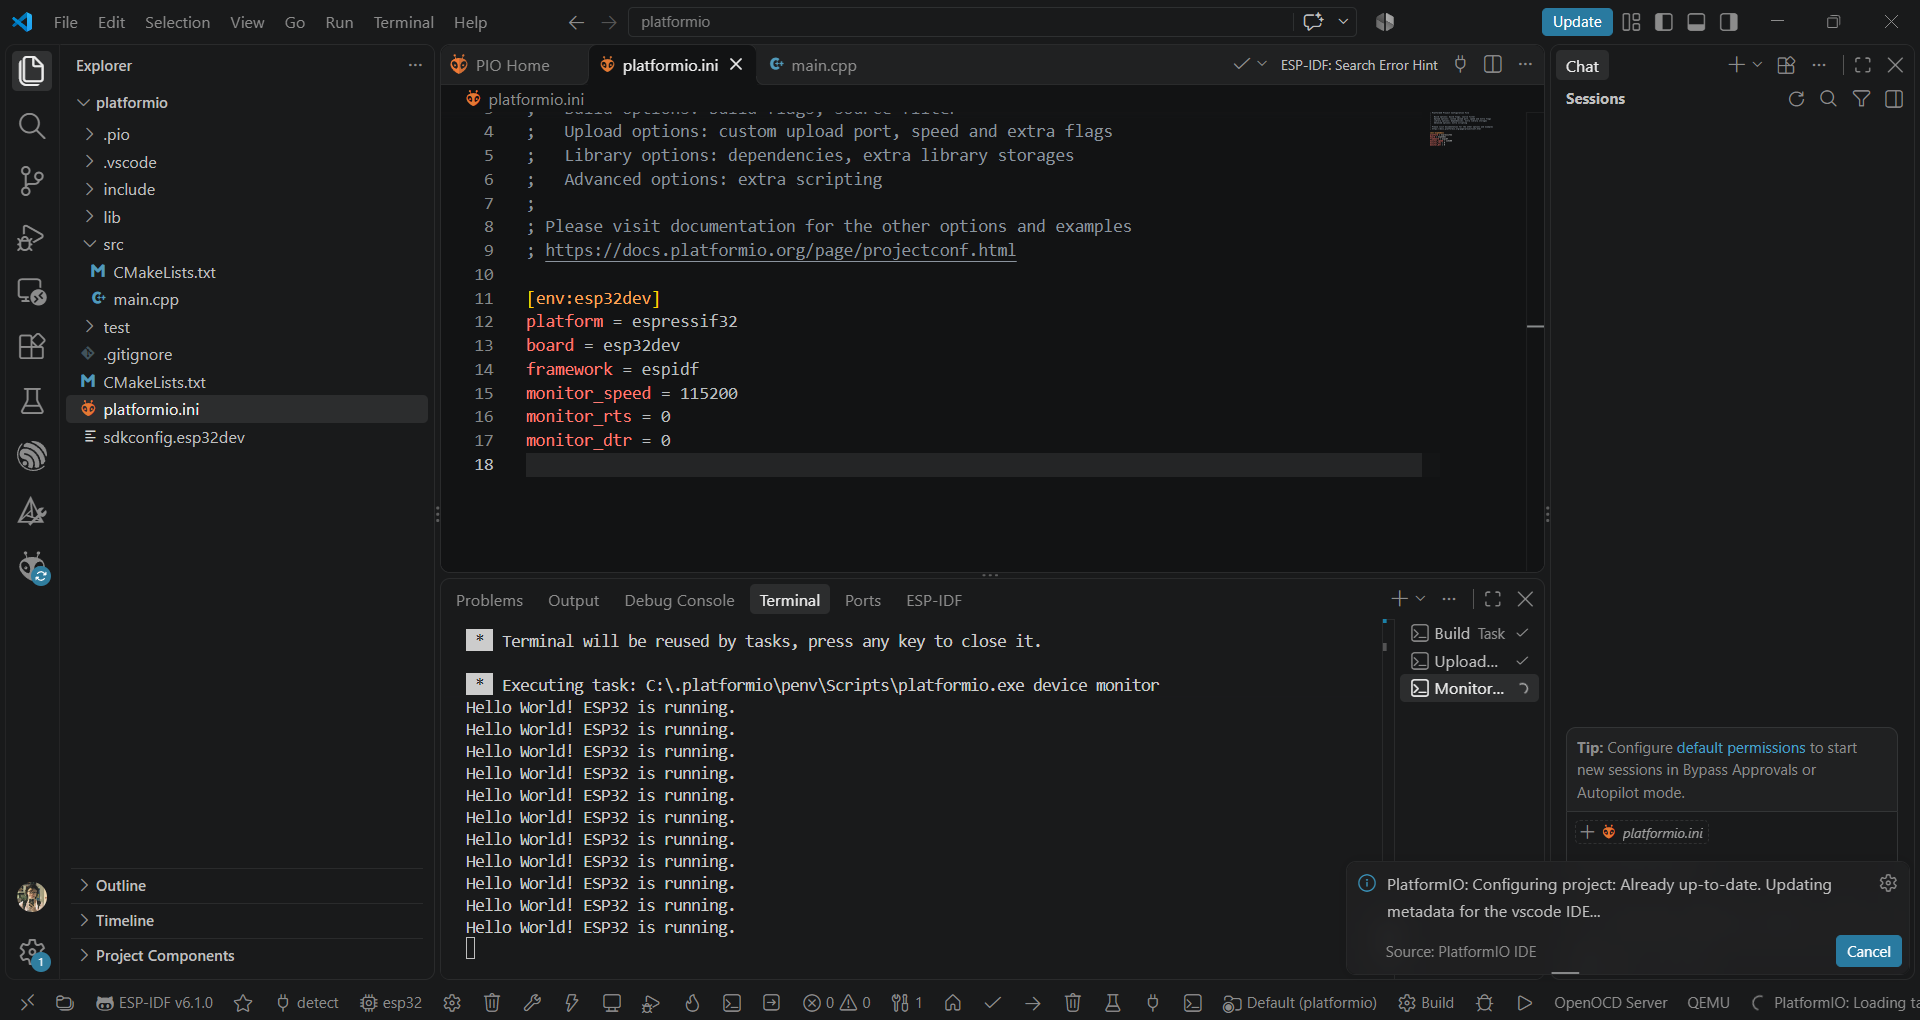 File Edit Selection View Go Run Terminal Help
platformio
Update
Explorer
platformio
.pio
.vscode
include
lib
src
CMakeLists.txt
main.cpp
test
.gitignore
CMakeLists.txt
platformio.ini
sdkconfig.esp32dev
Outline
Timeline
Project Components
PIO Home platformio.ini main.cpp
ESP-IDF: Search Error Hint
platformio.ini
4 ;   Upload options: custom upload port, speed and extra flags
5 ;   Library options: dependencies, extra library storages
6 ;   Advanced options: extra scripting
7 ;
8 ; Please visit documentation for the other options and examples
9 ; https://docs.platformio.org/page/projectconf.html
10
11 [env:esp32dev]
12 platform = espressif32
13 board = esp32dev
14 framework = espidf
15 monitor_speed = 115200
16 monitor_rts = 0
17 monitor_dtr = 0
18
Problems Output Debug Console Terminal Ports ESP-IDF
* Terminal will be reused by tasks, press any key to close it.
* Executing task: C:\.platformio\penv\Scripts\platformio.exe device monitor
Hello World! ESP32 is running.
Hello World! ESP32 is running.
Hello World! ESP32 is running.
Hello World! ESP32 is running.
Hello World! ESP32 is running.
Hello World! ESP32 is running.
Hello World! ESP32 is running.
Hello World! ESP32 is running.
Hello World! ESP32 is running.
Hello World! ESP32 is running.
Hello World! ESP32 is running.
Build Task
Upload...
Monitor...
Chat
Sessions
Tip: Configure default permissions to start
new sessions in Bypass Approvals or
Autopilot mode.
platformio.ini
PlatformIO: Configuring project: Already up-to-date. Updating
metadata for the vscode IDE...
Source: PlatformIO IDE
Cancel
1
ESP-IDF v6.1.0 detect esp32 0 0 1 Default (platformio) Build OpenOCD Server QEMU PlatformIO: Loading